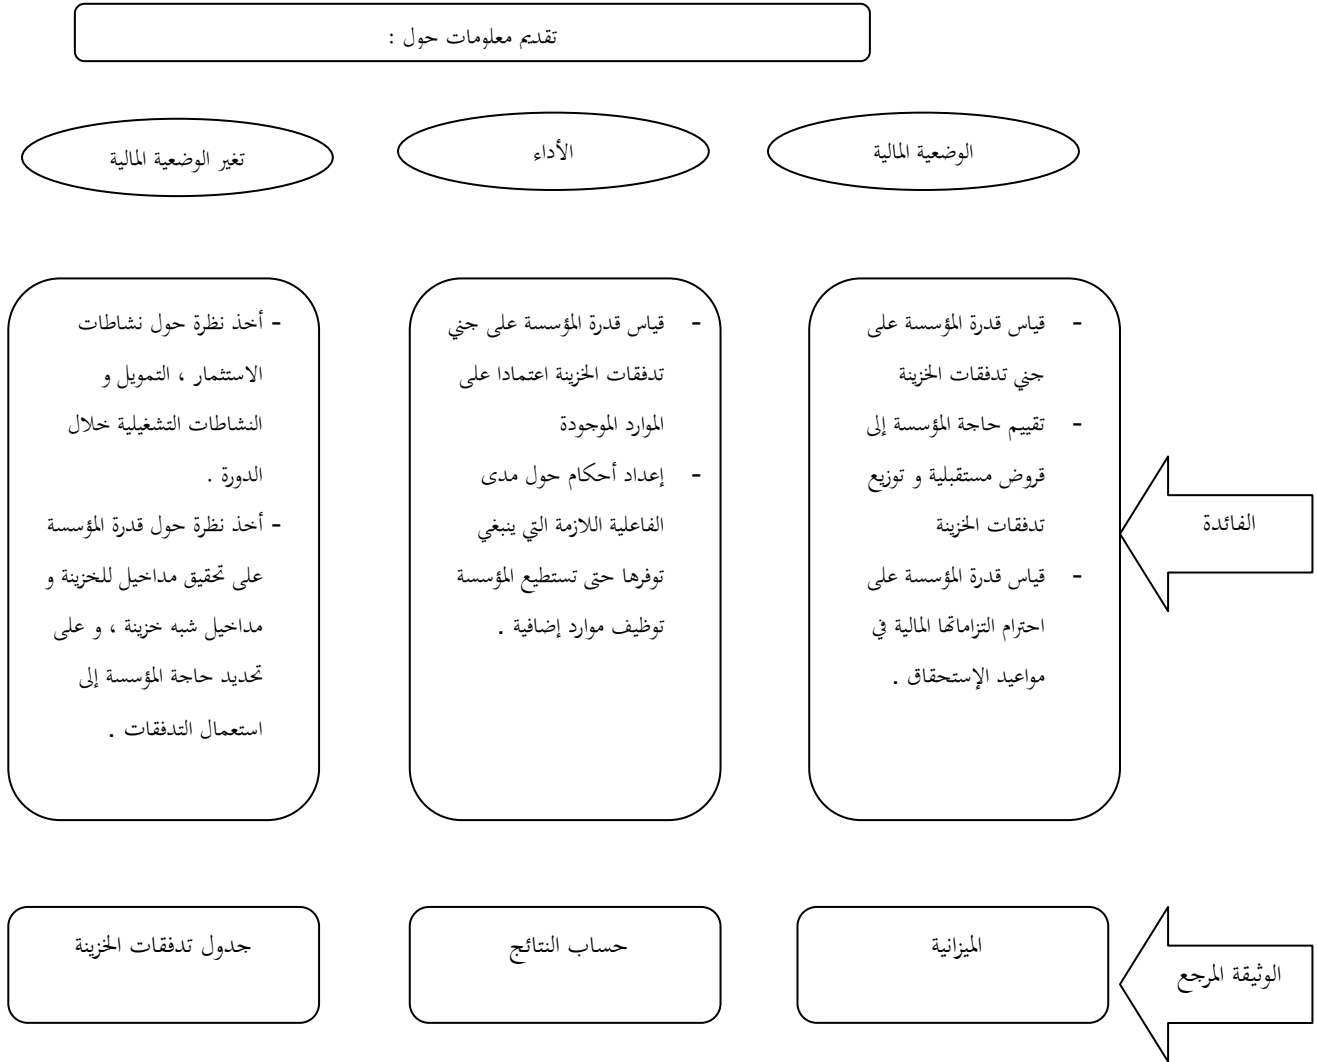 تقديم معلومات حول :
الوضعية المالية
الأداء
تغير الوضعية المالية
- قياس قدرة المؤسسة على
جني تدفقات الخزينة
- تقييم حاجة المؤسسة إلى
قروض مستقبلية و توزيع
تدفقات الخزينة
- قياس قدرة المؤسسة على
احترام التزاماتها المالية في
مواعيد الإستحقاق .
- قياس قدرة المؤسسة على جني
تدفقات الخزينة اعتمادا على
الموارد الموجودة
- إعداد أحكام حول مدى
الفاعلية اللازمة التي ينبغي
توفرها حتى تستطيع المؤسسة
توظيف موارد إضافية .
- أخذ نظرة حول نشاطات
الاستثمار ، التمويل و
النشاطات التشغيلية خلال
الدورة .
- أخذ نظرة حول قدرة المؤسسة
على تحقيق مداخيل للخزينة و
مداخيل شبه خزينة ، و على
تحديد حاجة المؤسسة إلى
استعمال التدفقات .
الفائدة
الميزانية
حساب النتائج
جدول تدفقات الخزينة
الوثيقة المرجع